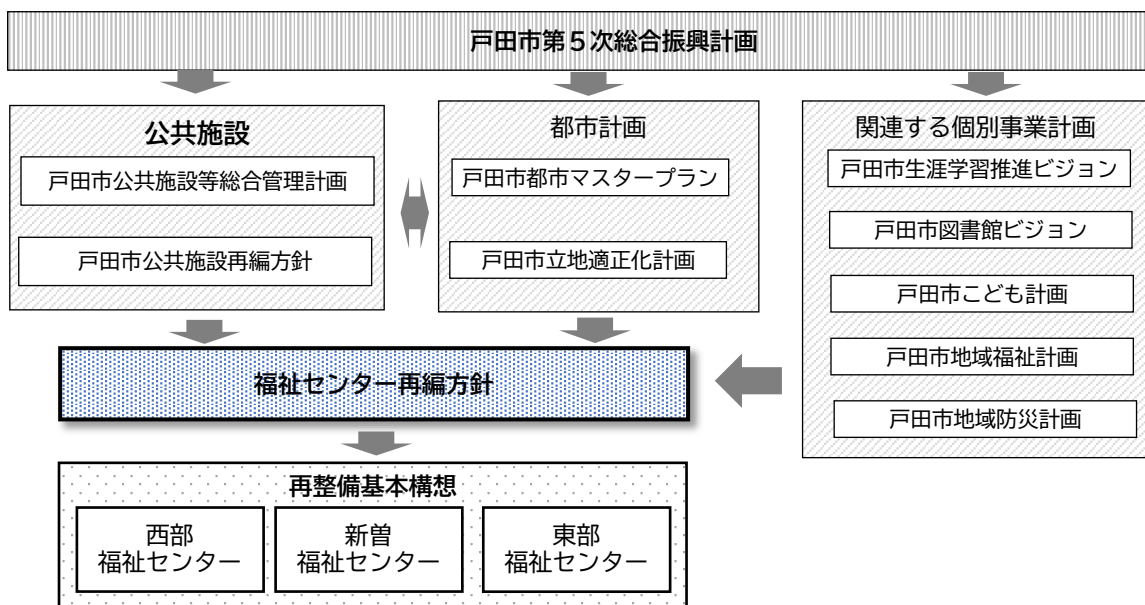 戸田市第５次総合振興計画
公共施設
戸田市公共施設等総合管理計画
戸田市公共施設再編方針
都市計画
戸田市都市マスタープラン
戸田市立地適正化計画
関連する個別事業計画
戸田市生涯学習推進ビジョン
戸田市図書館ビジョン
戸田市こども計画
戸田市地域福祉計画
戸田市地域防災計画
福祉センター再編方針
再整備基本構想
西部
福祉センター
新曽
福祉センター
東部
福祉センター